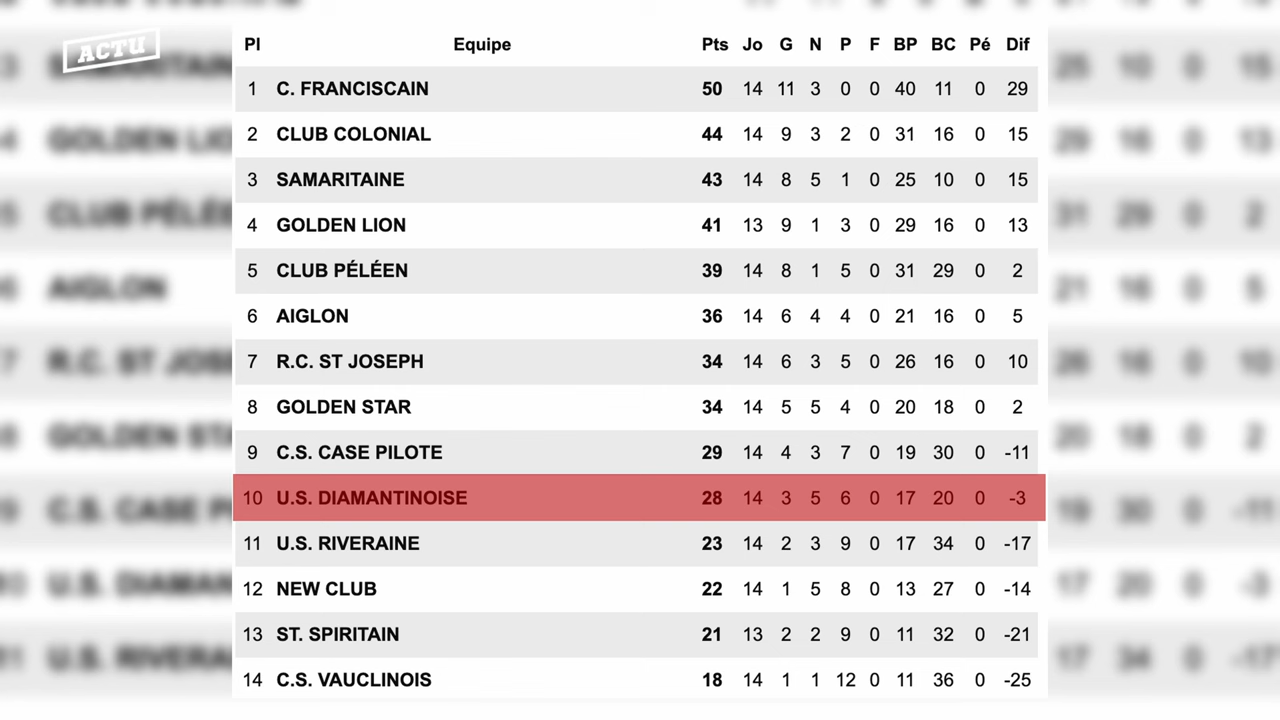 ACTU
Pl Equipe Pts Jo G N P F BP BC Pé Dif
1 C. FRANCISCAIN 50 14 11 3 0 0 40 11 0 29
2 CLUB COLONIAL 44 14 9 3 2 0 31 16 0 15
3 SAMARITAINE 43 14 8 5 1 0 25 10 0 15
4 GOLDEN LION 41 13 9 1 3 0 29 16 0 13
5 CLUB PÉLÉEN 39 14 8 1 5 0 31 29 0 2
6 AIGLON 36 14 6 4 4 0 21 16 0 5
7 R.C. ST JOSEPH 34 14 6 3 5 0 26 16 0 10
8 GOLDEN STAR 34 14 5 5 4 0 20 18 0 2
9 C.S. CASE PILOTE 29 14 4 3 7 0 19 30 0 -11
10 U.S. DIAMANTINOISE 28 14 3 5 6 0 17 20 0 -3
11 U.S. RIVERAINE 23 14 2 3 9 0 17 34 0 -17
12 NEW CLUB 22 14 1 5 8 0 13 27 0 -14
13 ST. SPIRITAIN 21 13 2 2 9 0 11 32 0 -21
14 C.S. VAUCLINOIS 18 14 1 1 12 0 11 36 0 -25